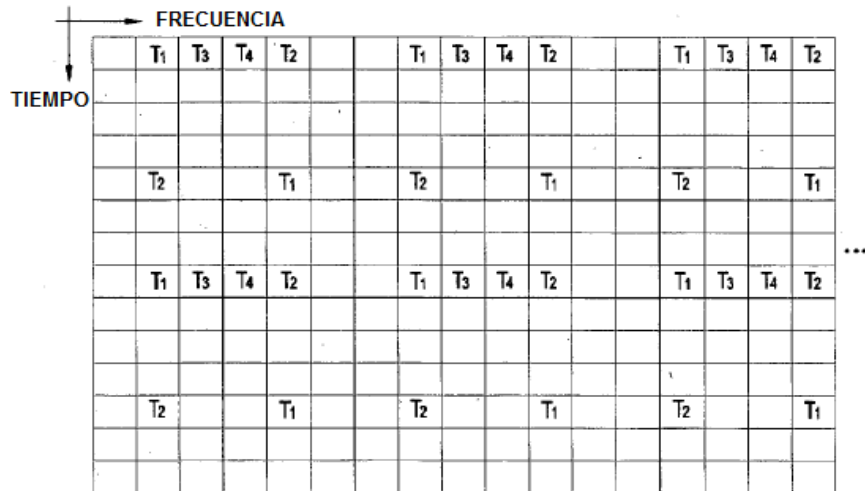 FRECUENCIA
T1 T3 T4 T2 T1 T3 T4 T2 T1 T3 T4 T2
TIEMPO
T2 T1 T2 T1 T2 T1
...
T1 T3 T4 T2 T1 T3 T4 T2 T1 T3 T4 T2
T2 T1 T2 T1 T2 T1